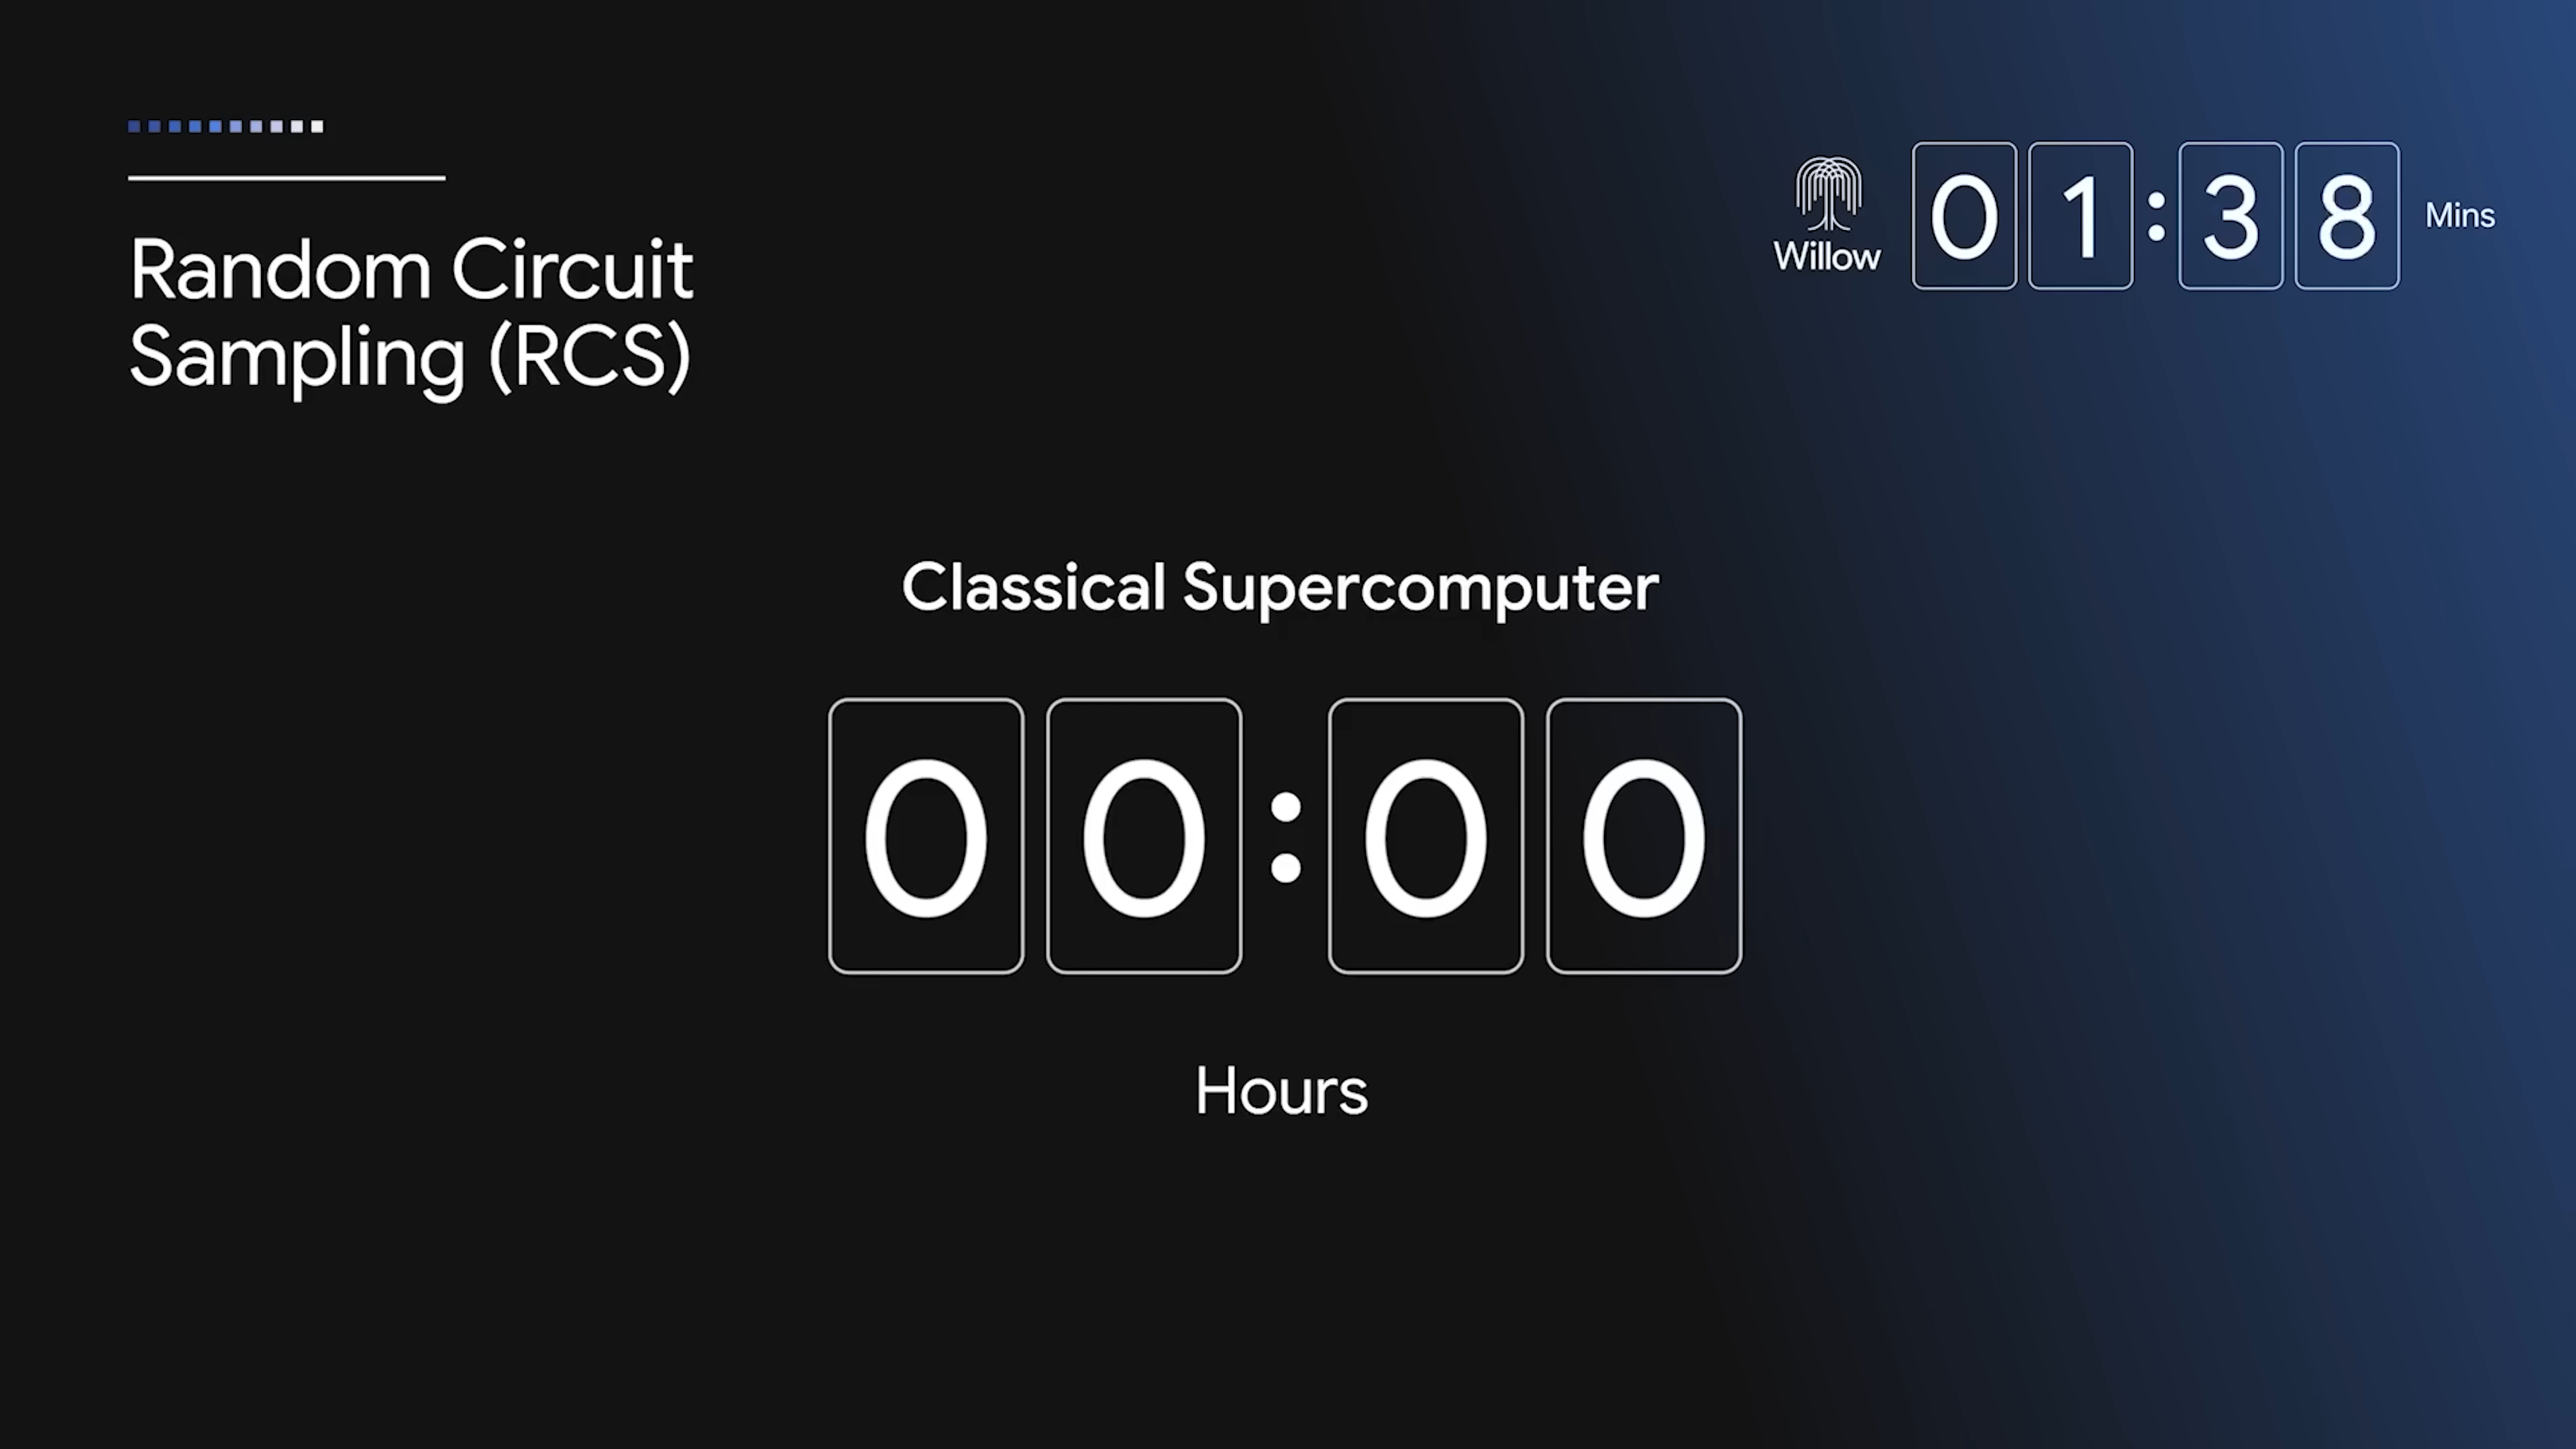 Random Circuit
Sampling (RCS)
Willow
01:38 Mins
Classical Supercomputer
00:00
Hours